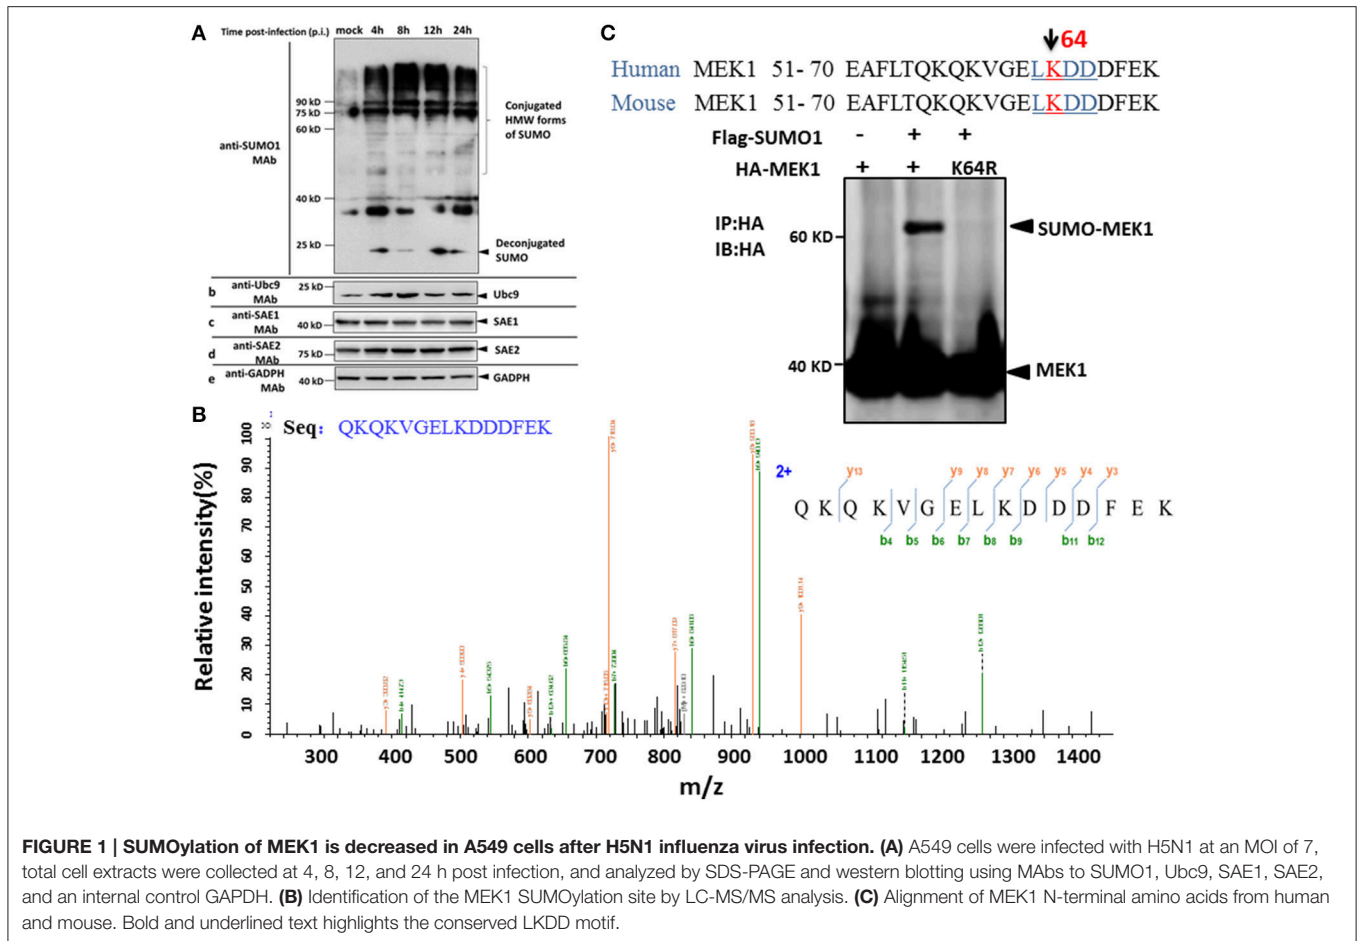 A
Time post-infection (p.i.) mock 4h 8h 12h 24h
90 kD
75 kD
60 kD
anti-SUMO1
MAb
Conjugated
HMW forms
of SUMO
40 kD
25 kD
Deconjugated
SUMO
b anti-Ubc9
MAb
25 kD
Ubc9
c anti-SAE1
MAb
40 kD
SAE1
d anti-SAE2
MAb
75 kD
SAE2
e anti-GADPH
MAb
40 kD
GADPH
C
64
Human MEK1 51- 70 EAFLTQKQKVGELKDDDFEK
Mouse MEK1 51- 70 EAFLTQKQKVGELKDDDFEK
Flag-SUMO1 - + +
HA-MEK1 + + K64R
IP:HA
IB:HA
60 KD
SUMO-MEK1
40 KD
MEK1
B
Seq: QKQKVGELKDDDFEK
Relative intensity(%)
100
90
80
70
60
50
40
30
20
10
0
2+
y13 y9 y8 y7 y6 y5 y4 y3
Q K Q K V G E L K D D D F E K
b4 b5 b6 b7 b8 b9 b11 b12
300 400 500 600 700 800 900 1000 1100 1200 1300 1400
m/z
FIGURE 1 | SUMOylation of MEK1 is decreased in A549 cells after H5N1 influenza virus infection. (A) A549 cells were infected with H5N1 at an MOI of 7,
total cell extracts were collected at 4, 8, 12, and 24 h post infection, and analyzed by SDS-PAGE and western blotting using MAbs to SUMO1, Ubc9, SAE1, SAE2,
and an internal control GAPDH. (B) Identification of the MEK1 SUMOylation site by LC-MS/MS analysis. (C) Alignment of MEK1 N-terminal amino acids from human
and mouse. Bold and underlined text highlights the conserved LKDD motif.